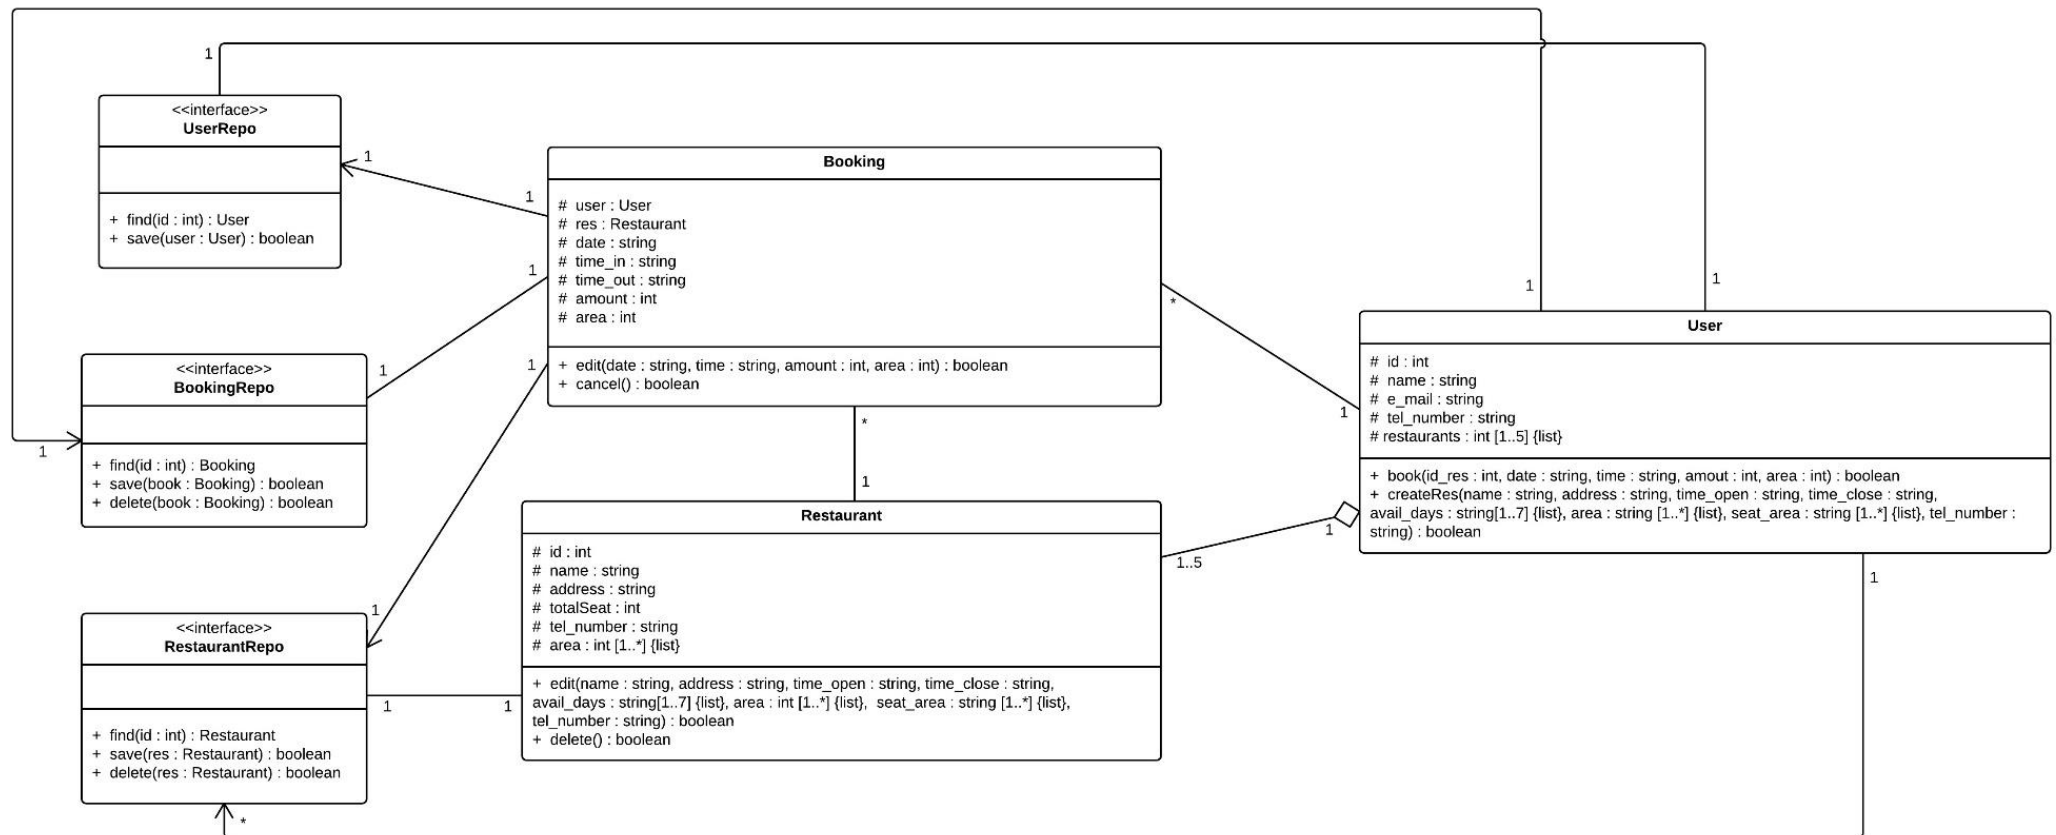 1
<<interface>>
UserRepo
+ find(id : int) : User
+ save(user : User) : boolean
1
1
Booking
# user : User
# res : Restaurant
# date : string
# time_in : string
# time_out : string
# amount : int
# area : int
+ edit(date : string, time : string, amount : int, area : int) : boolean
+ cancel() : boolean
1
1
1
*
1
1
1
User
# id : int
# name : string
# e_mail : string
# tel_number : string
# restaurants : int [1..5] {list}
+ book(id_res : int, date : string, time : string, amout : int, area : int) : boolean
+ createRes(name : string, address : string, time_open : string, time_close : string,
avail_days : string[1..7] {list}, area : string [1..*] {list}, seat_area : string [1..*] {list}, tel_number :
string) : boolean
<<interface>>
BookingRepo
+ find(id : int) : Booking
+ save(book : Booking) : boolean
+ delete(book : Booking) : boolean
1
*
1
1
1..5
1
Restaurant
# id : int
# name : string
# address : string
# totalSeat : int
# tel_number : string
# area : int [1..*] {list}
+ edit(name : string, address : string, time_open : string, time_close : string,
avail_days : string[1..7] {list}, area : int [1..*] {list}, seat_area : string [1..*] {list},
tel_number : string) : boolean
+ delete() : boolean
1
<<interface>>
RestaurantRepo
+ find(id : int) : Restaurant
+ save(res : Restaurant) : boolean
+ delete(res : Restaurant) : boolean
1
1
*